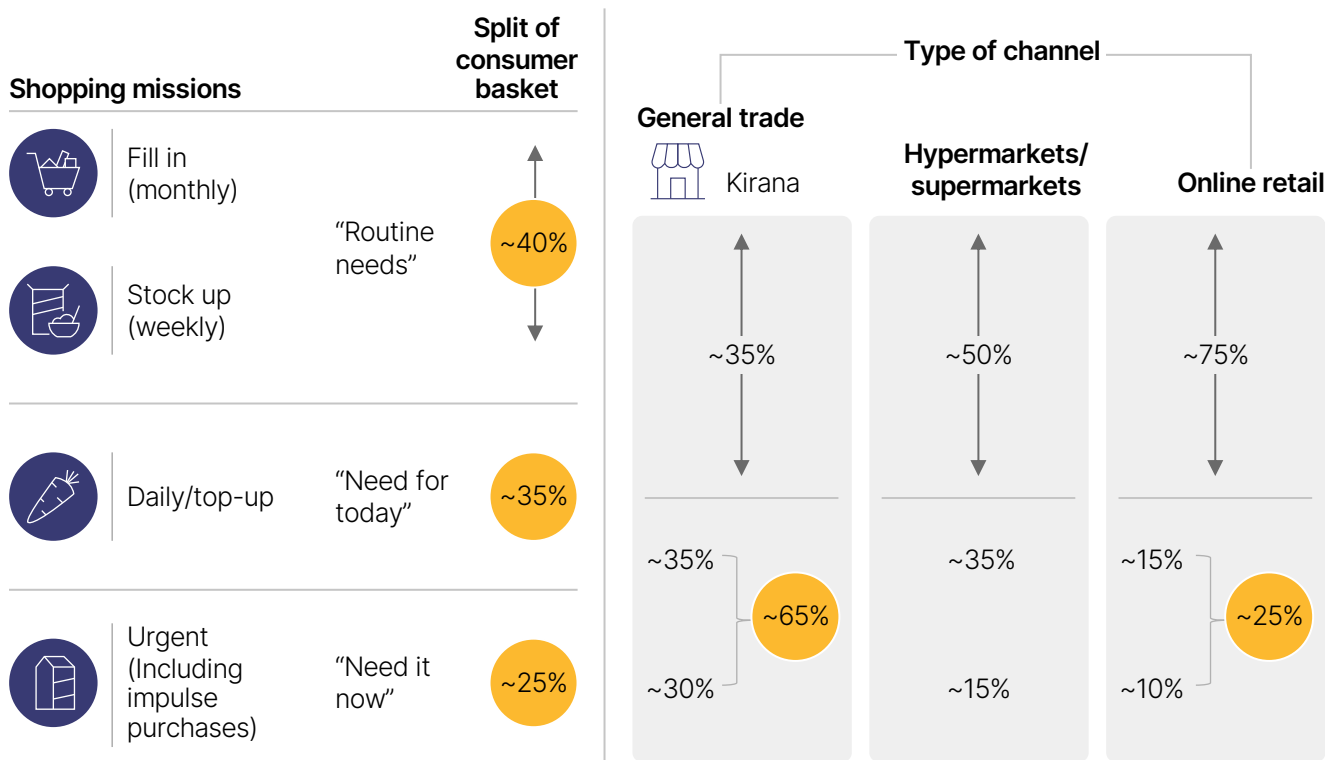 Shopping missions
Split of
consumer
basket
Fill in
(monthly)
Stock up
(weekly)
“Routine
needs”
~40%
Daily/top-up
“Need for
today”
~35%
Urgent
(Including
impulse
purchases)
“Need it
now”
~25%
Type of channel
General trade
Kirana
Hypermarkets/
supermarkets
Online retail
~35%
~50%
~75%
~35%
~65%
~30%
~35%
~15%
~15%
~25%
~10%